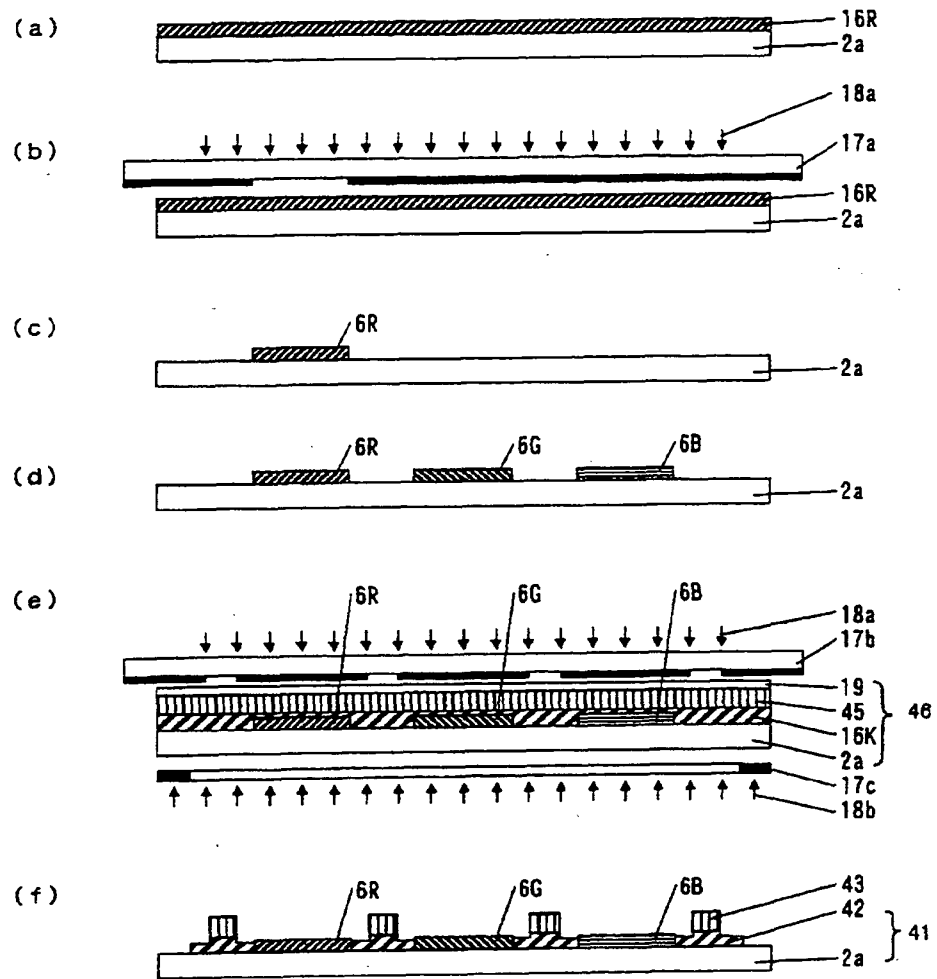 (a)
16R
2a
18a
(b)
17a
16R
2a
(c)
6R
2a
(d)
6R 6G 6B
2a
(e)
6R 6G 6B
18a
17b
19
45 46
16K
2a
17c
18b
(f)
6R 6G 6B 43
42
41
2a